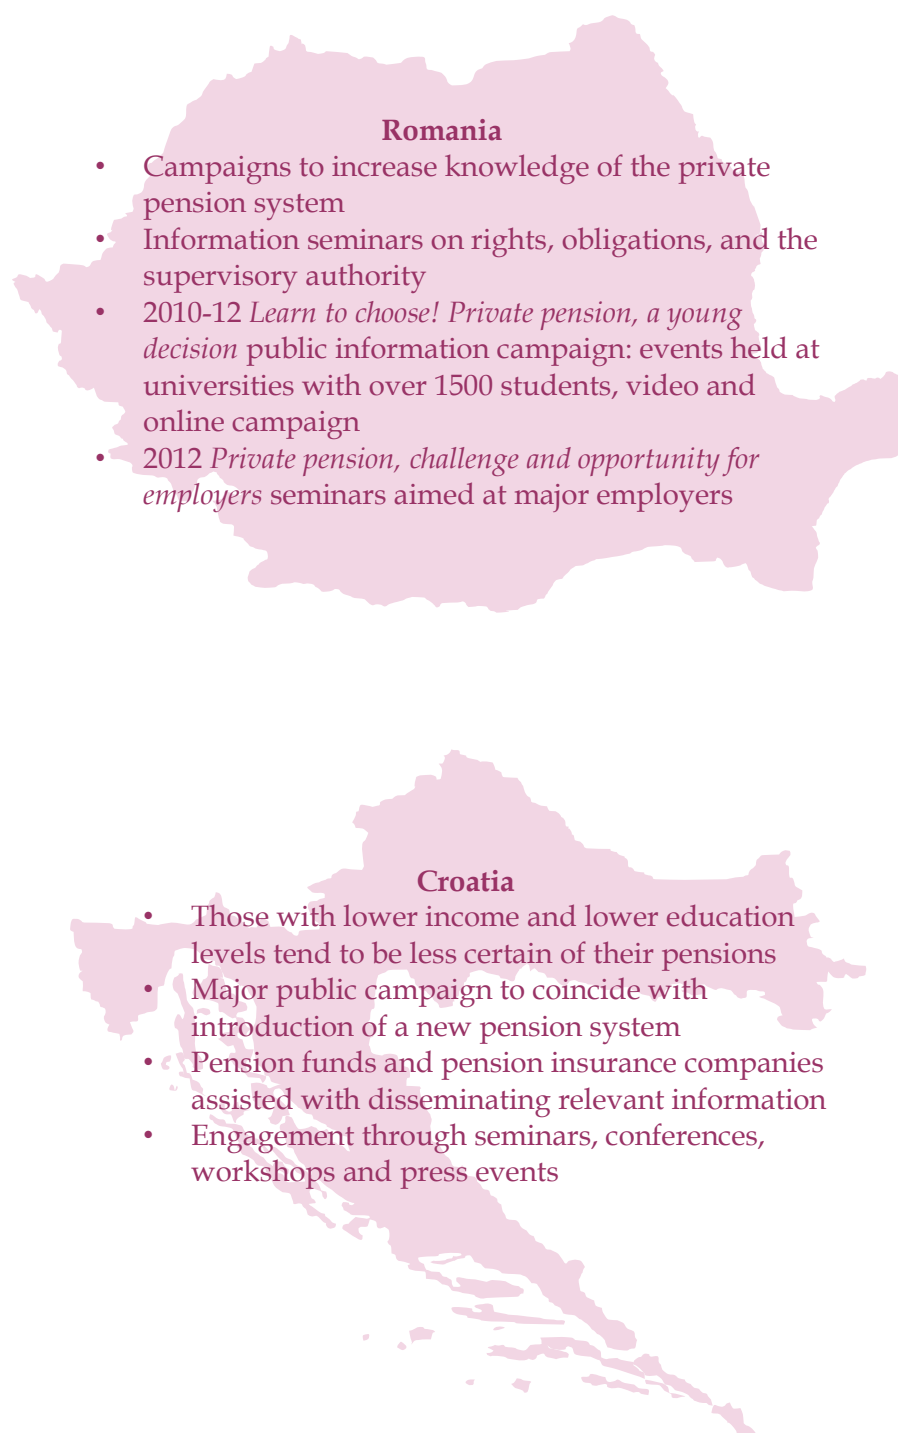 Romania
• Campaigns to increase knowledge of the private
pension system
• Information seminars on rights, obligations, and the
supervisory authority
• 2010-12 Learn to choose! Private pension, a young
decision public information campaign: events held at
universities with over 1500 students, video and
online campaign
• 2012 Private pension, challenge and opportunity for
employers seminars aimed at major employers
Croatia
• Those with lower income and lower education
levels tend to be less certain of their pensions
• Major public campaign to coincide with
introduction of a new pension system
• Pension funds and pension insurance companies
assisted with disseminating relevant information
• Engagement through seminars, conferences,
workshops and press events